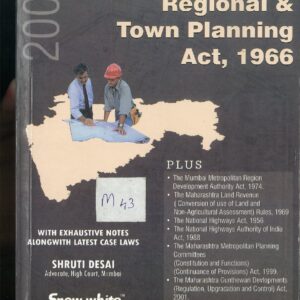 200
Regional &
Town Planning
Act, 1966
M 43
WITH EXHAUSTIVE NOTES
ALONGWITH LATEST CASE LAWS
SHRUTI DESAI
Advocate, High Court, Mumbai
Snow white
PLUS
• The Mumbai Metropolitan Region
Development Authority Act, 1974.
• The Maharashtra Land Revenue
( Conversion of use of Land and
Non-Agricultural Assessment) Rules, 1969
• The National Highways Act, 1956
• The National Highways Authority of India
Act, 1988
• The Maharashtra Metropolitan Planning
Committees
(Constitution and Functions)
(Continuance of Provisions) Act, 1999.
• The Maharashtra Gunthewari Development
(Regulation, Upgradation and Control) Act,
2001.